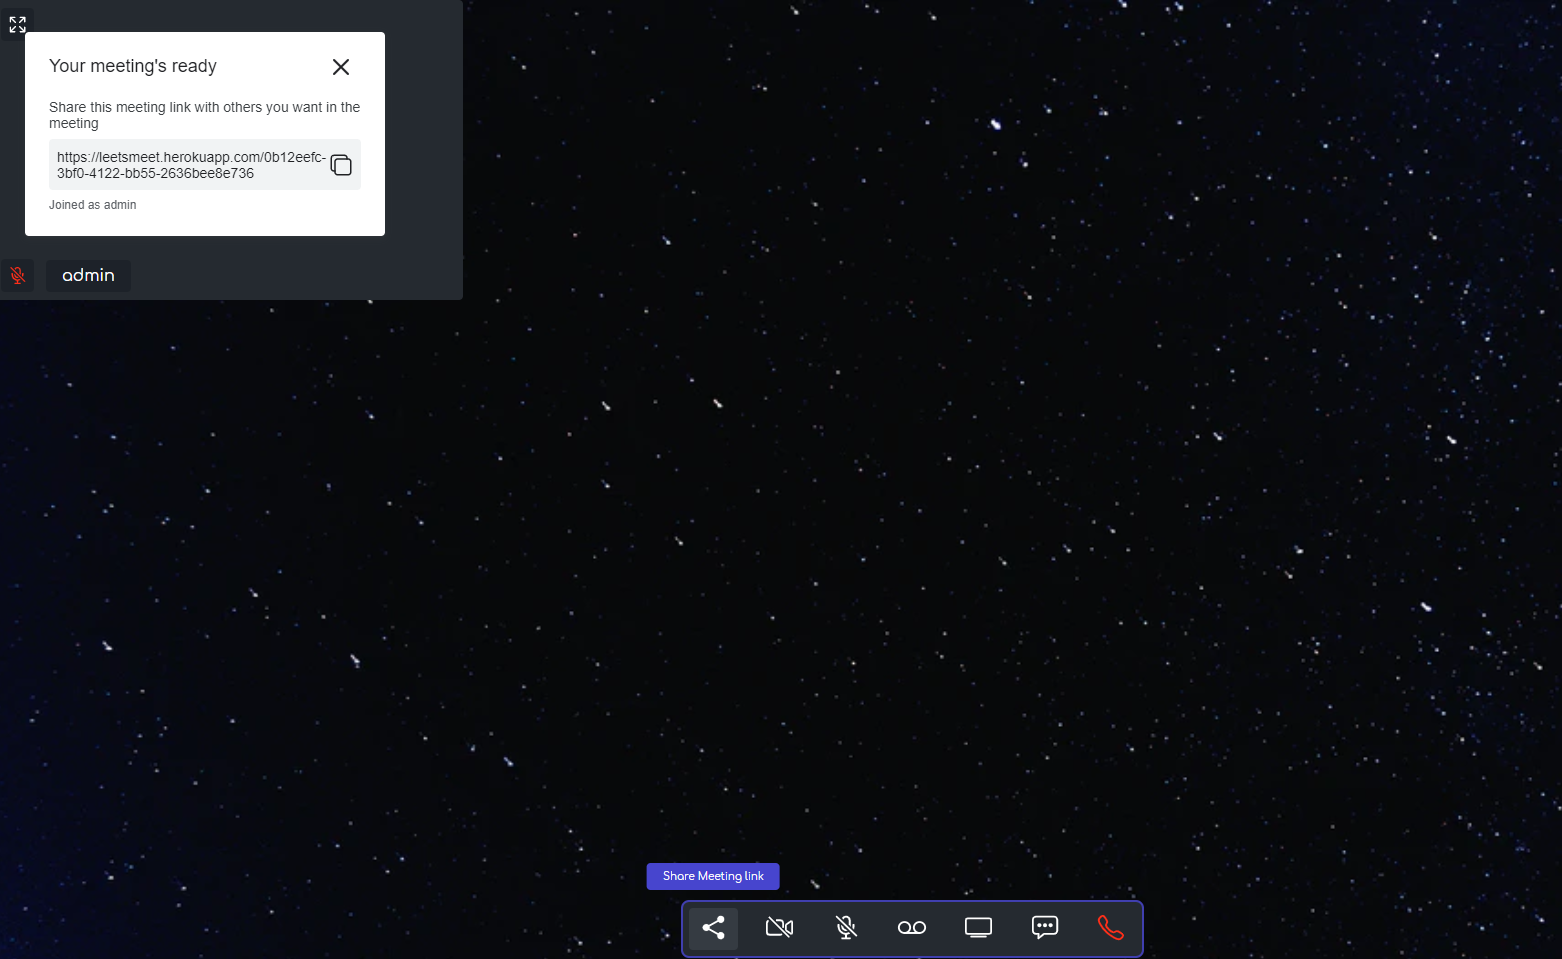 Your meeting's ready
Share this meeting link with others you want in the
meeting
https://leetsmeet.herokuapp.com/0b12eefc-
3bf0-4122-bb55-2636bee8e736
Joined as admin
admin
Share Meeting link